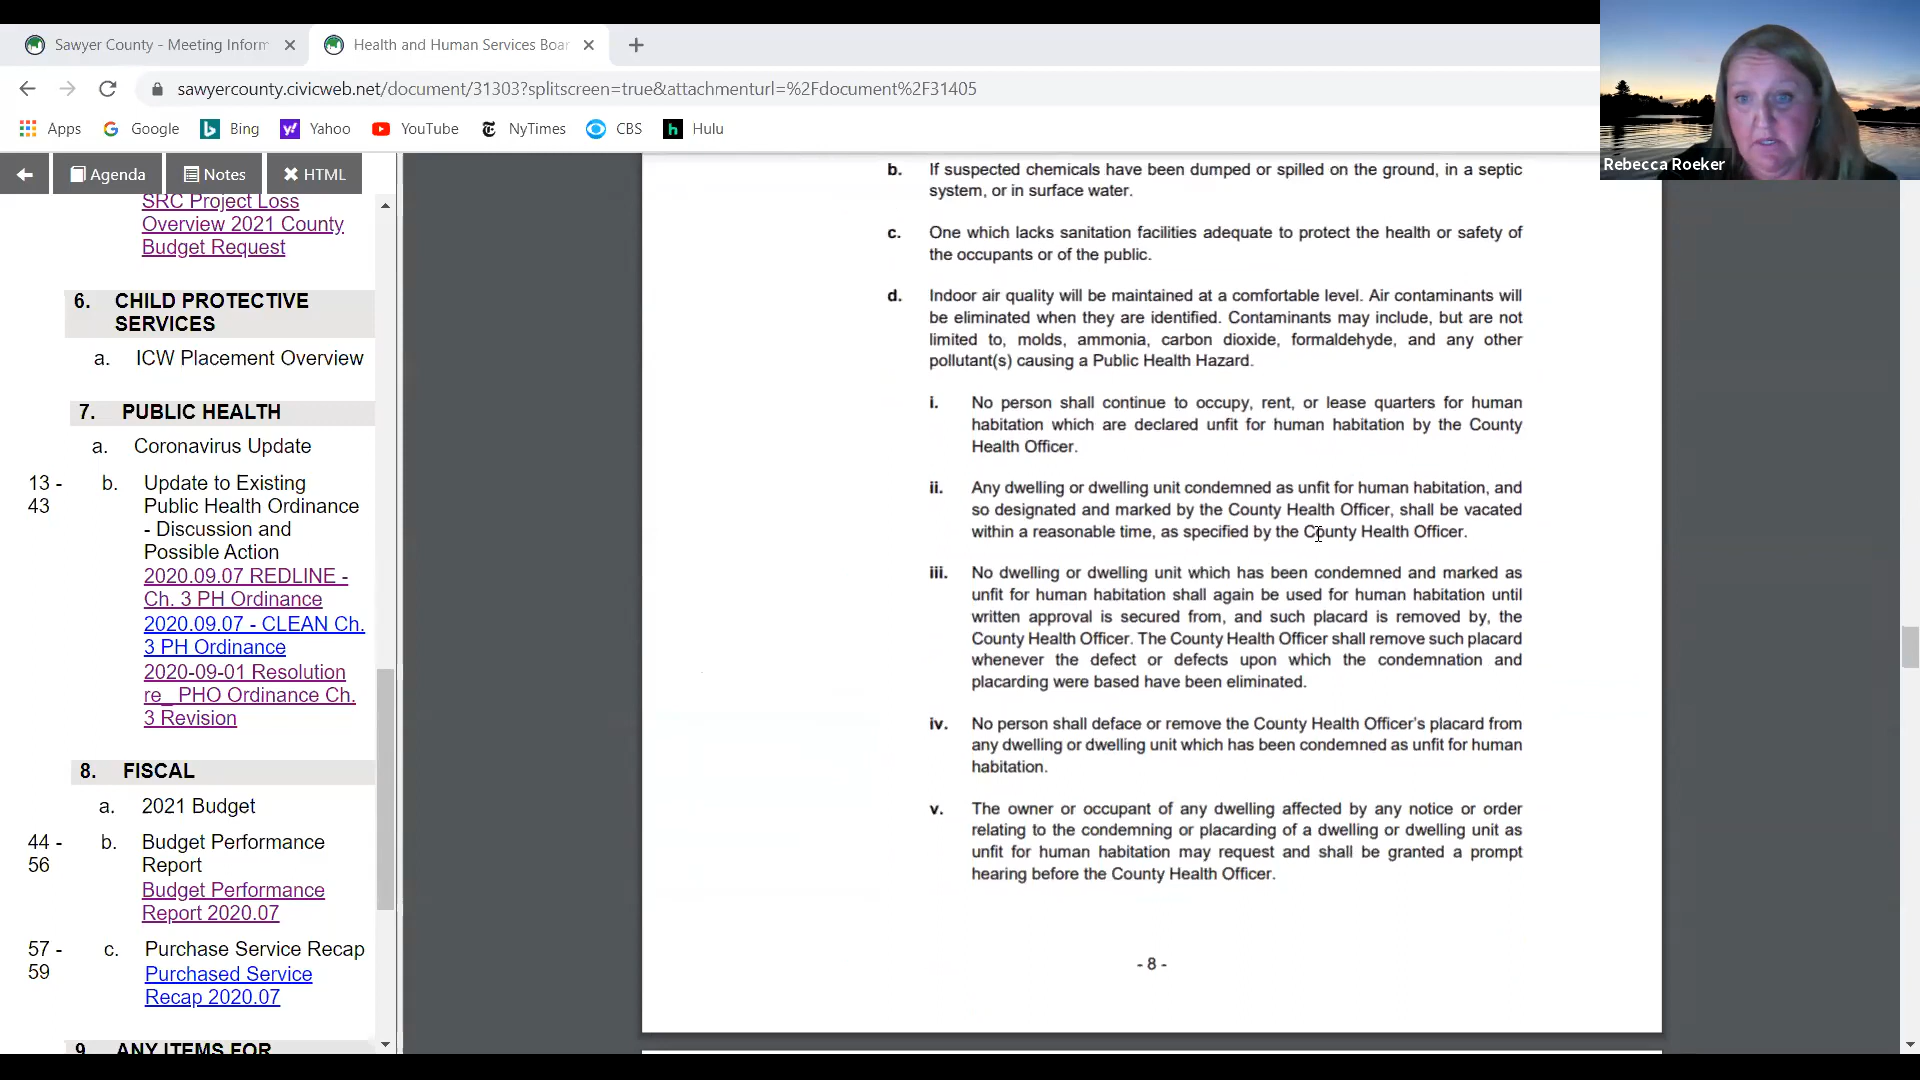 Sawyer County - Meeting Inform
Health and Human Services Boar
sawyercounty.civicweb.net/document/31303?splitscreen=true&attachmenturl=%2Fdocument%2F31405
Apps Google Bing Yahoo YouTube NyTimes CBS Hulu
Rebecca Roeker
Agenda Notes HTML
SRC Project Loss
Overview 2021 County
Budget Request
6. CHILD PROTECTIVE
SERVICES
a. ICW Placement Overview
7. PUBLIC HEALTH
a. Coronavirus Update
13 - b. Update to Existing
43 Public Health Ordinance
- Discussion and
Possible Action
2020.09.07 REDLINE -
Ch. 3 PH Ordinance
2020.09.07 - CLEAN Ch.
3 PH Ordinance
2020-09-01 Resolution
re_ PHO Ordinance Ch.
3 Revision
8. FISCAL
a. 2021 Budget
44 - b. Budget Performance
56 Report
Budget Performance
Report 2020.07
57 - c. Purchase Service Recap
59 Purchased Service
Recap 2020.07
9 ANY ITEMS FOR
b. If suspected chemicals have been dumped or spilled on the ground, in a septic
system, or in surface water.
c. One which lacks sanitation facilities adequate to protect the health or safety of
the occupants or of the public.
d. Indoor air quality will be maintained at a comfortable level. Air contaminants will
be eliminated when they are identified. Contaminants may include, but are not
limited to, molds, ammonia, carbon dioxide, formaldehyde, and any other
pollutant(s) causing a Public Health Hazard.
i. No person shall continue to occupy, rent, or lease quarters for human
habitation which are declared unfit for human habitation by the County
Health Officer.
ii. Any dwelling or dwelling unit condemned as unfit for human habitation, and
so designated and marked by the County Health Officer, shall be vacated
within a reasonable time, as specified by the County Health Officer.
iii. No dwelling or dwelling unit which has been condemned and marked as
unfit for human habitation shall again be used for human habitation until
written approval is secured from, and such placard is removed by, the
County Health Officer. The County Health Officer shall remove such placard
whenever the defect or defects upon which the condemnation and
placarding were based have been eliminated.
iv. No person shall deface or remove the County Health Officer's placard from
any dwelling or dwelling unit which has been condemned as unfit for human
habitation.
v. The owner or occupant of any dwelling affected by any notice or order
relating to the condemning or placarding of a dwelling or dwelling unit as
unfit for human habitation may request and shall be granted a prompt
hearing before the County Health Officer.
- 8 -